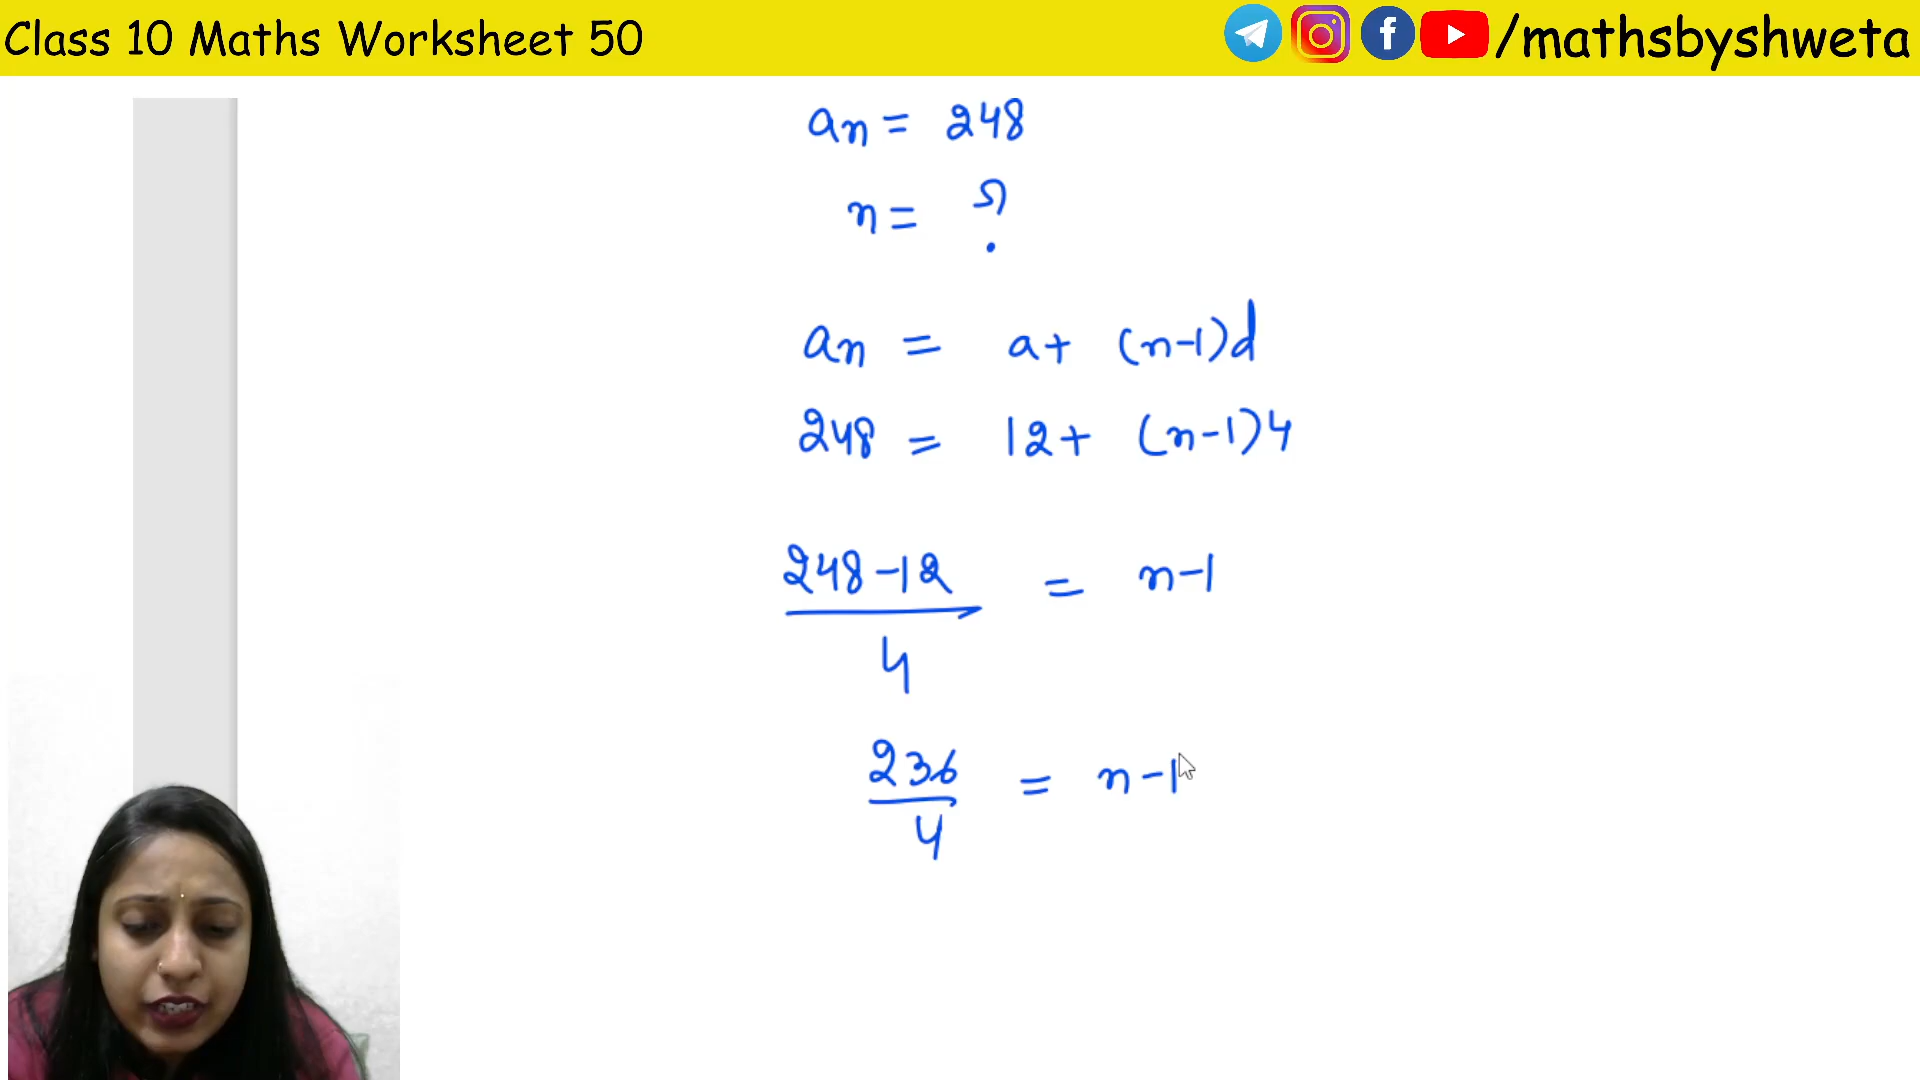 Class 10 Maths Worksheet 50
/mathsbyshweta
an = 248
n = ?
an = a + (n-1)d
248 = 12 + (n-1)4
248-12
4
= n-1
236
4
= n-1